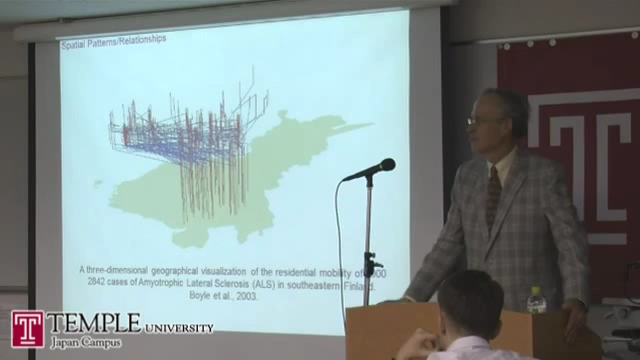 Spatial Patterns/Relationships
A three-dimensional geographical visualization of the residential mobility of 000
2842 cases of Amyotrophic Lateral Sclerosis (ALS) in southeastern Finland.
Boyle et al., 2003.
T
T TEMPLE UNIVERSITY
Japan Campus